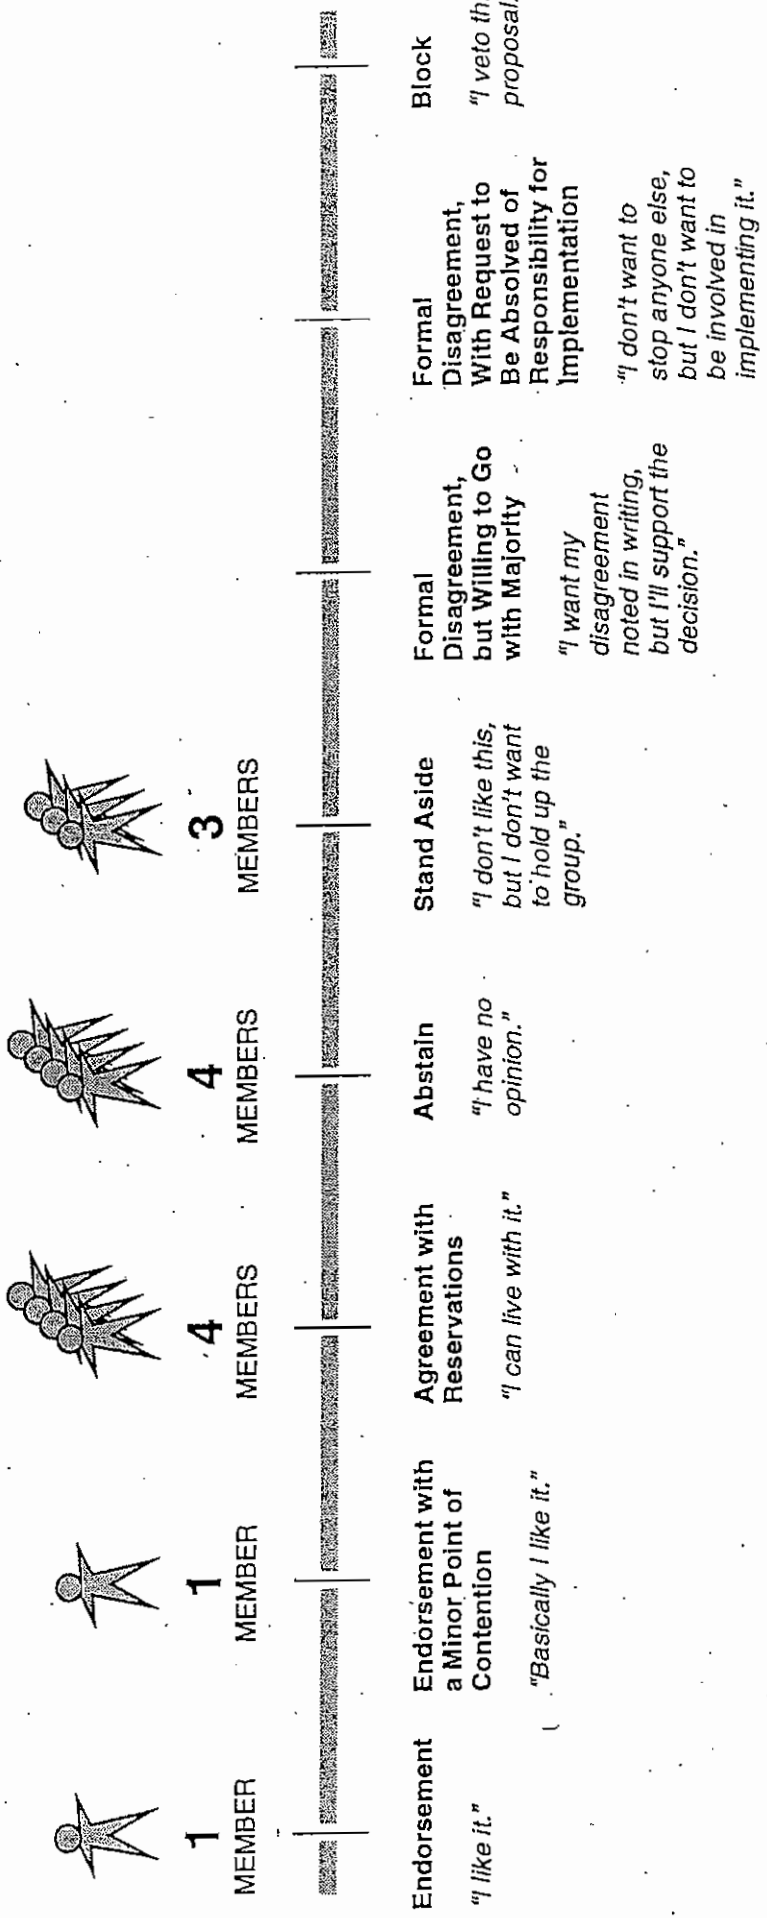 1
MEMBER
1
MEMBER
4
MEMBERS
4
MEMBERS
3
MEMBERS
Endorsement
"I like it."
Endorsement with
a Minor Point of
Contention
"Basically I like it."
Agreement with
Reservations
"I can live with it."
Abstain
"I have no
opinion."
Stand Aside
"I don't like this,
but I don't want
to hold up the
group."
Formal
Disagreement,
but Willing to Go
with Majority
"I want my
disagreement
noted in writing,
but I'll support the
decision."
Formal
Disagreement,
With Request to
Be Absolved of
Responsibility for
Implementation
"I don't want to
stop anyone else,
but I don't want to
be involved in
implementing it."
Block
"I veto
proposal.